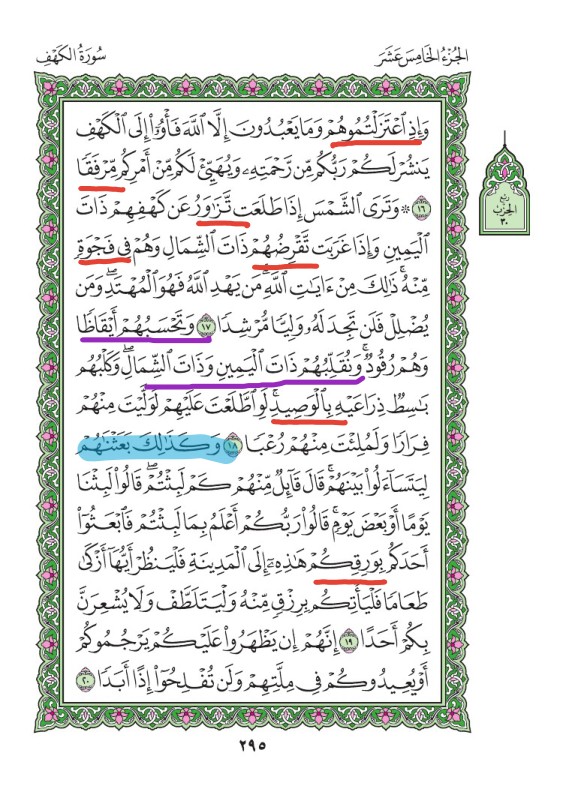 الجُزْءُ الخَامِسَ عَشَرَ
سُورَةُ الكَهْفِ
وَإِذِ ٱعْتَزَلْتُمُوهُمْ وَمَا يَعْبُدُونَ إِلَّا ٱللَّهَ فَأْوُۥٓا۟ إِلَى ٱلْكَهْفِ
يَنشُرْ لَكُمْ رَبُّكُم مِّن رَّحْمَتِهِۦ وَيُهَيِّئْ لَكُم مِّنْ أَمْرِكُم مِّرْفَقًا
١٦ ۞ وَتَرَى ٱلشَّمْسَ إِذَا طَلَعَت تَّزَٰوَرُ عَن كَهْفِهِمْ ذَاتَ
ٱلْيَمِينِ وَإِذَا غَرَبَت تَّقْرِضُهُمْ ذَاتَ ٱلشِّمَالِ وَهُمْ فِى فَجْوَةٍ
مِّنْهُ ۚ ذَٰلِكَ مِنْ ءَايَٰتِ ٱللَّهِ ۗ مَن يَهْدِ ٱللَّهُ فَهُوَ ٱلْمُهْتَدِ ۖ وَمَن
يُضْلِلْ فَلَن تَجِدَ لَهُۥ وَلِيًّا مُّرْشِدًا ١٧ وَتَحْسَبُهُمْ أَيْقَاظًا
وَهُمْ رُقُودٌ ۚ وَنُقَلِّبُهُمْ ذَاتَ ٱلْيَمِينِ وَذَاتَ ٱلشِّمَالِ ۖ وَكَلْبُهُم
بَٰسِطٌ ذِرَاعَيْهِ بِٱلْوَصِيدِ ۚ لَوِ ٱطَّلَعْتَ عَلَيْهِمْ لَوَلَّيْتَ مِنْهُمْ
فِرَارًا وَلَمُلِئْتَ مِنْهُمْ رُعْبًا ١٨ وَكَذَٰلِكَ بَعَثْنَٰهُمْ
لِيَتَسَآءَلُوا۟ بَيْنَهُمْ ۚ قَالَ قَآئِلٌ مِّنْهُمْ كَمْ لَبِثْتُمْ ۖ قَالُوا۟ لَبِثْنَا
يَوْمًا أَوْ بَعْضَ يَوْمٍ ۚ قَالُوا۟ رَبُّكُمْ أَعْلَمُ بِمَا لَبِثْتُمْ فَٱبْعَثُوٓا۟
أَحَدَكُم بِوَرِقِكُمْ هَٰذِهِۦٓ إِلَى ٱلْمَدِينَةِ فَلْيَنظُرْ أَيُّهَآ أَزْكَىٰ
طَعَامًا فَلْيَأْتِكُم بِرِزْقٍ مِّنْهُ وَلْيَتَلَطَّفْ وَلَا يُشْعِرَنَّ
بِكُمْ أَحَدًا ١٩ إِنَّهُمْ إِن يَظْهَرُوا۟ عَلَيْكُمْ يَرْجُمُوكُمْ
أَوْ يُعِيدُوكُمْ فِى مِلَّتِهِمْ وَلَن تُفْلِحُوٓا۟ إِذًا أَبَدًا ٢٠
رُبع
الحِزْب
٣٠
٢٩٥